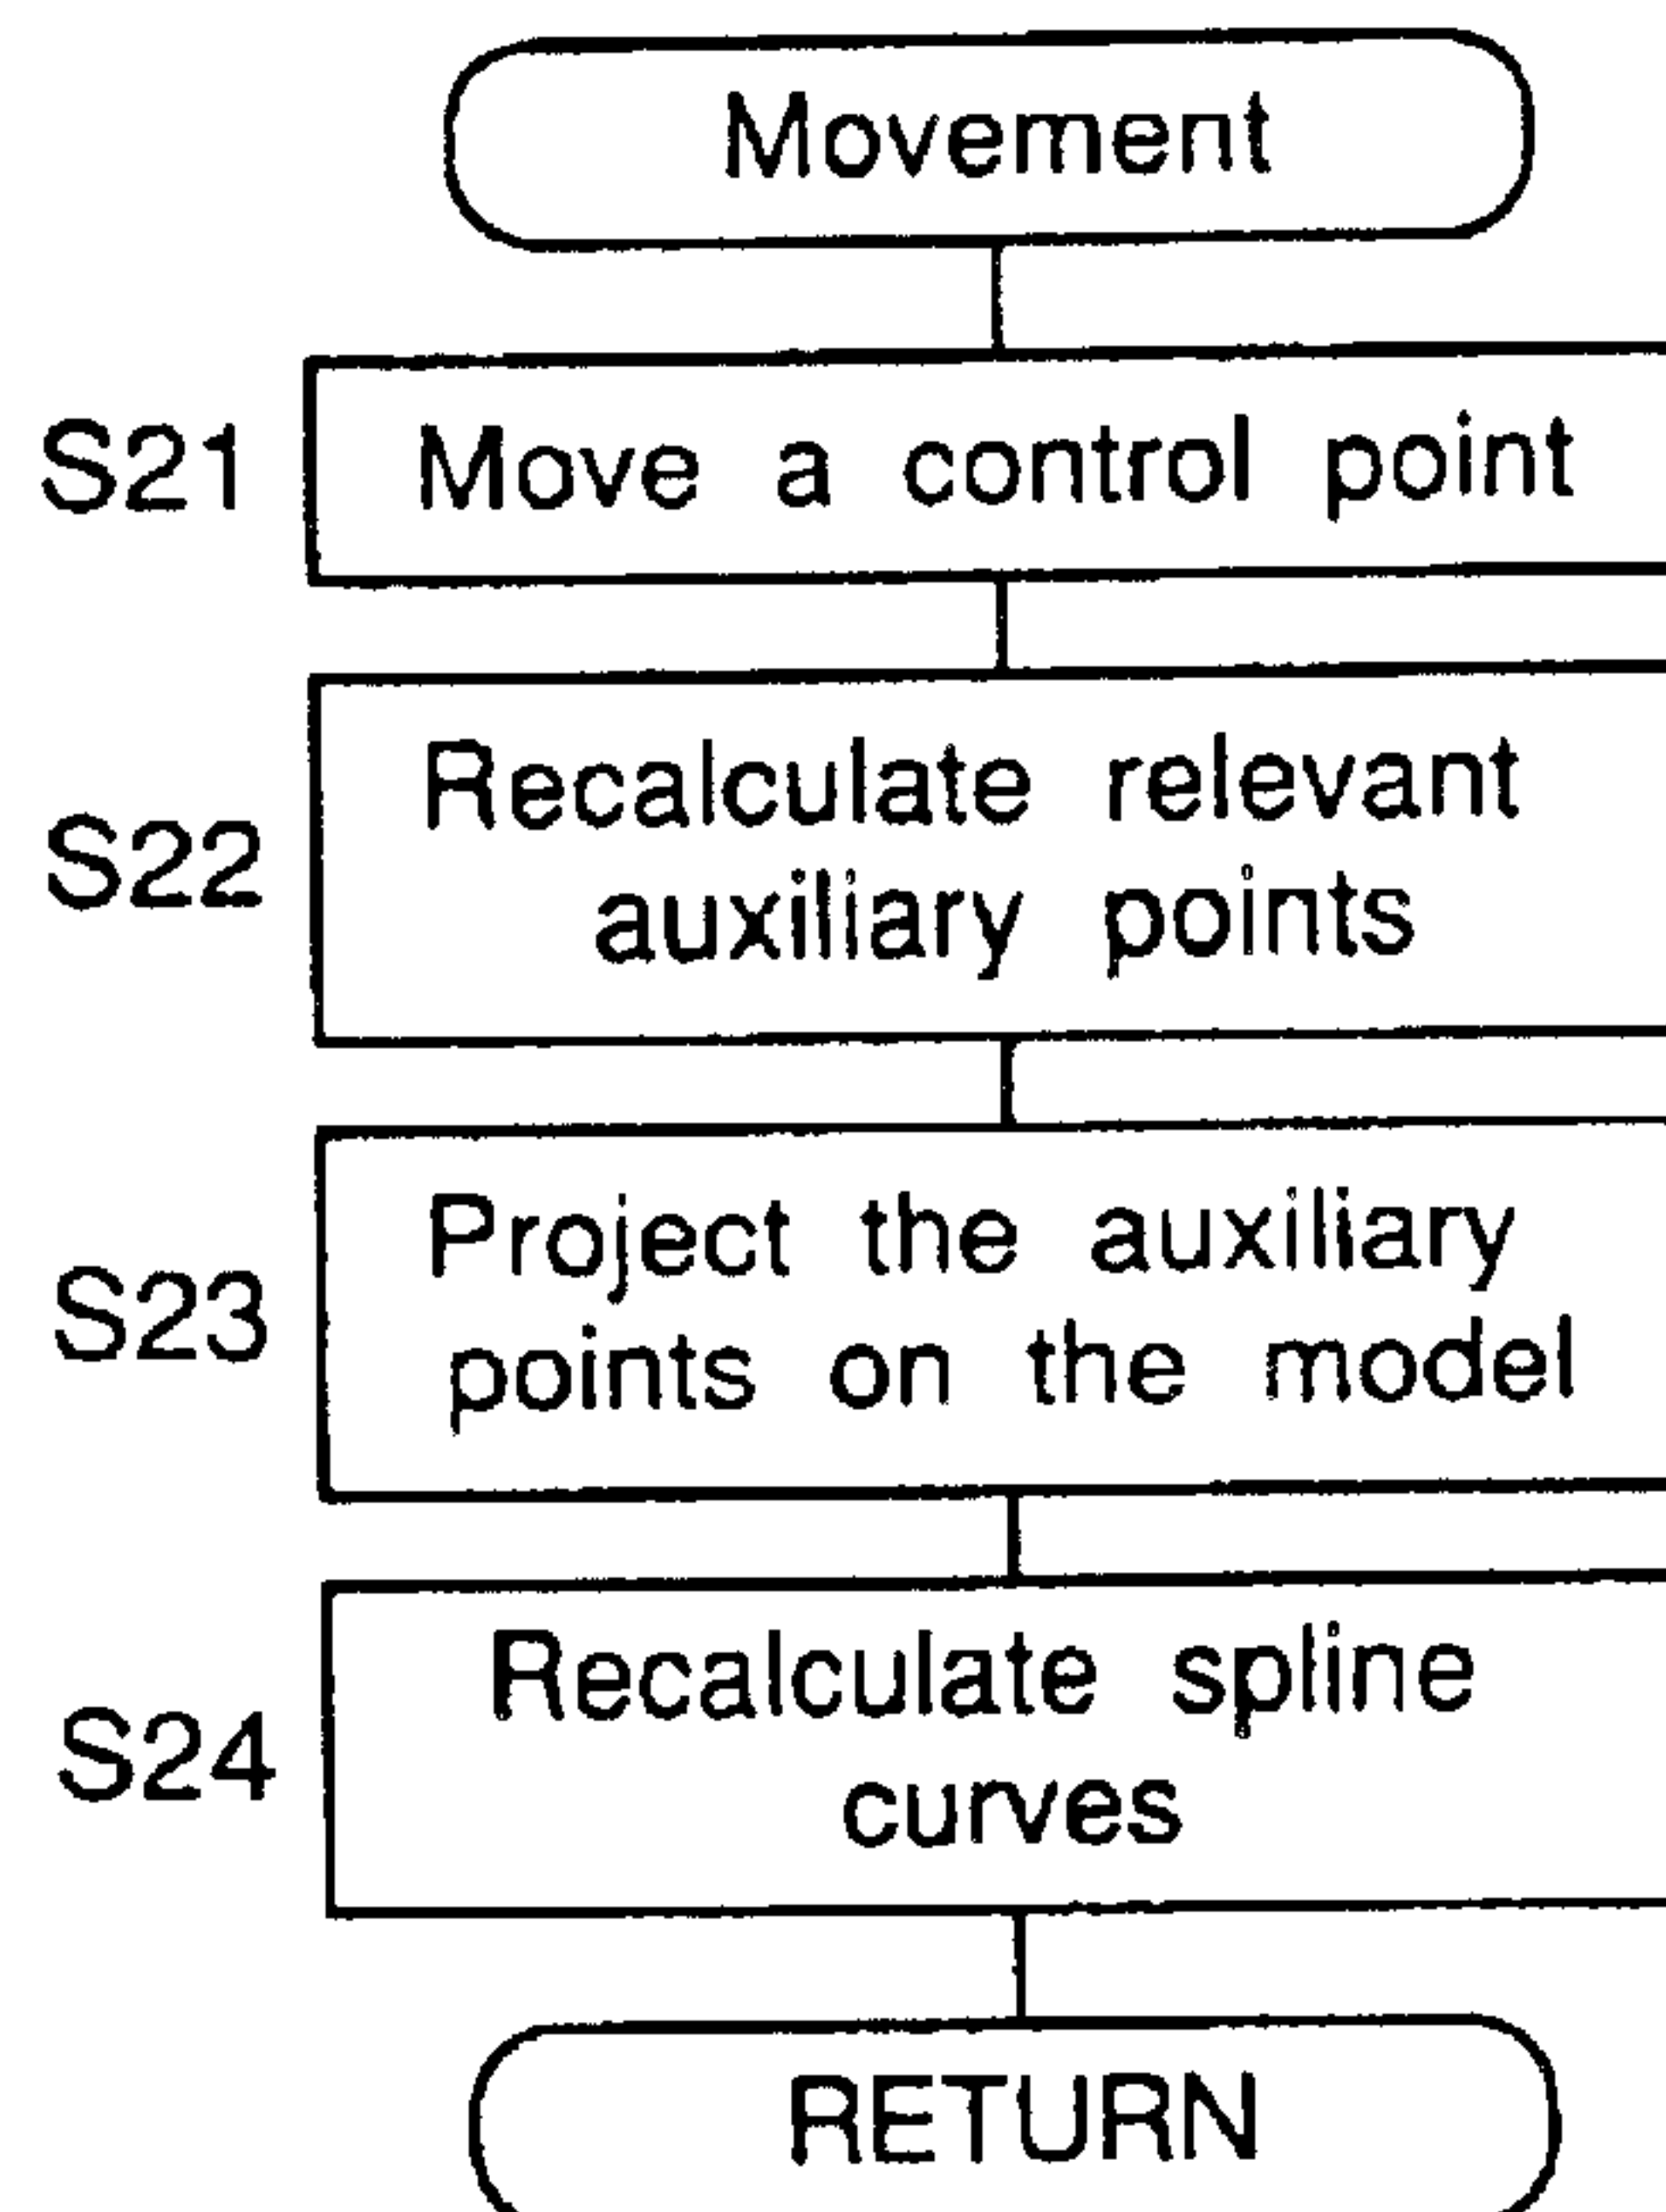 Movement
S21
Move a control point
S22
Recalculate relevant
auxiliary points
S23
Project the auxiliary
points on the model
S24
Recalculate spline
curves
RETURN